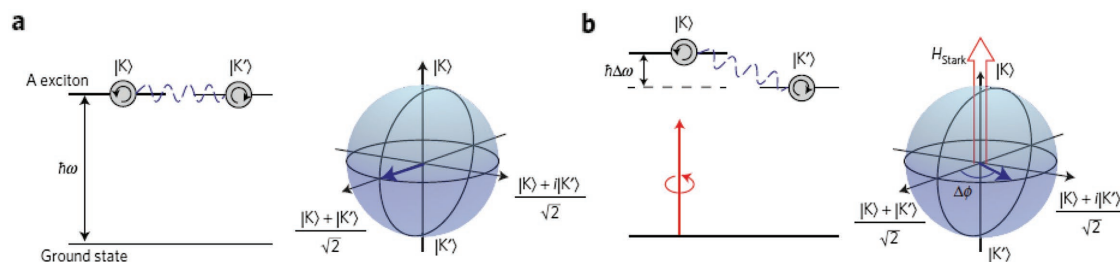 a
|K⟩
|K′⟩
A exciton
ħω
Ground state
|K⟩
|K⟩ + |K′⟩
√2
|K⟩ + i|K′⟩
√2
|K′⟩
b
|K⟩
|K′⟩
ħΔω
H_Stark
|K⟩
Δϕ
|K⟩ + |K′⟩
√2
|K⟩ + i|K′⟩
√2
|K′⟩